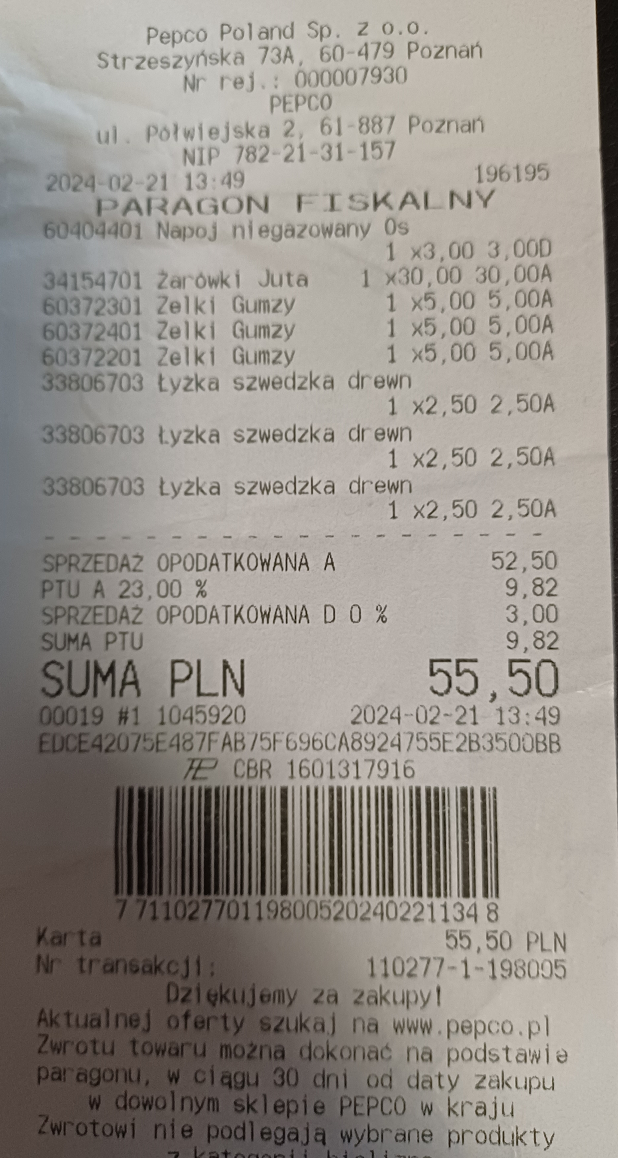 Pepco Poland Sp. z o.o.
Strzeszyńska 73A, 60-479 Poznań
Nr rej.: 000007930
PEPCO
ul. Półwiejska 2, 61-887 Poznań
NIP 782-21-31-157
2024-02-21 13:49 196195
PARAGON FISKALNY
60404401 Napoj niegazowany 0s
1 x3,00 3,00D
34154701 Żarówki Juta 1 x30,00 30,00A
60372301 Żelki Gumzy 1 x5,00 5,00A
60372401 Żelki Gumzy 1 x5,00 5,00A
60372201 Żelki Gumzy 1 x5,00 5,00A
33806703 Łyżka szwedzka drewn
1 x2,50 2,50A
33806703 Łyżka szwedzka drewn
1 x2,50 2,50A
33806703 Łyżka szwedzka drewn
1 x2,50 2,50A
SPRZEDAŻ OPODATKOWANA A 52,50
PTU A 23,00 % 9,82
SPRZEDAŻ OPODATKOWANA D 0 % 3,00
SUMA PTU 9,82
SUMA PLN 55,50
00019 #1 1045920 2024-02-21 13:49
EDCE42075E487FAB75F696CA8924755E2B3500BB
CBR 1601317916
7 7110277011980052024022113 4 8
Karta 55,50 PLN
Nr transakcji: 110277-1-198005
Dziękujemy za zakupy!
Aktualnej oferty szukaj na www.pepco.pl
Zwrotu towaru można dokonać na podstawie
paragonu, w ciągu 30 dni od daty zakupu
w dowolnym sklepie PEPCO w kraju
Zwrotowi nie podlegają wybrane produkty